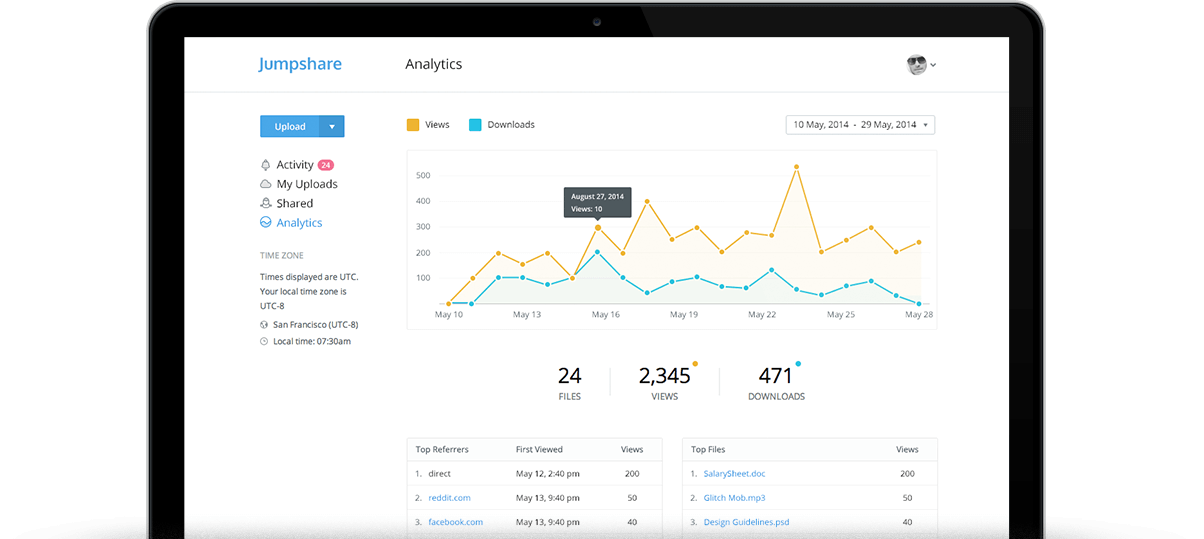 Jumpshare
Analytics
Upload
Activity 24
My Uploads
Shared
Analytics
TIME ZONE
Times displayed are UTC.
Your local time zone is
UTC-8
San Francisco (UTC-8)
Local time: 07:30am
Views Downloads
10 May, 2014 - 29 May, 2014
500
400
300
200
100
August 27, 2014
Views: 10
May 10 May 13 May 16 May 19 May 22 May 25 May 28
24
FILES
2,345
VIEWS
471
DOWNLOADS
Top Referrers First Viewed Views
1. direct May 12, 2:40 pm 200
2. reddit.com May 13, 9:40 pm 50
3. facebook.com May 13, 9:40 pm 40
Top Files Views
1. SalarySheet.doc 200
2. Glitch Mob.mp3 50
3. Design Guidelines.psd 40